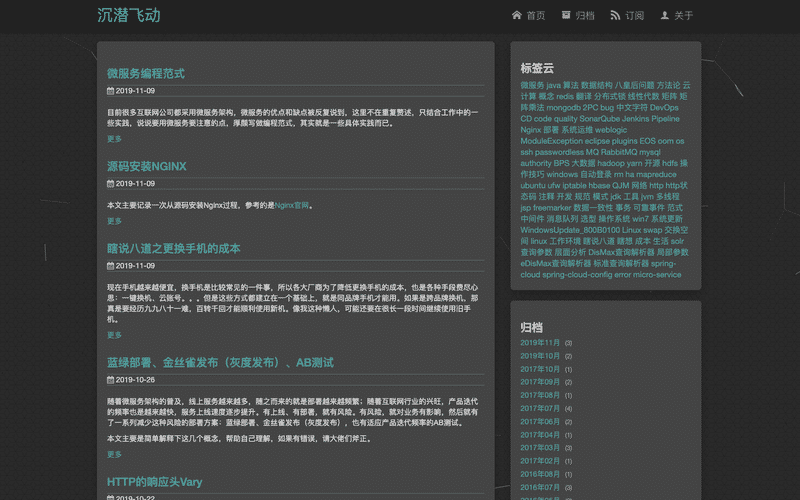 沉潜飞动
首页 归档 订阅 关于
微服务编程范式
2019-11-09
目前很多互联网公司都采用微服务架构，微服务的优点和缺点被反复说到，这里不在重复赘述，只结合工作中的一
些实践，说说要用微服务要注意的点，厚颜写做编程范式，其实就是一些具体实践而已。
更多
源码安装NGINX
2019-11-09
本文主要记录一次从源码安装Nginx过程，参考的是Nginx官网。
更多
瞎说八道之更换手机的成本
2019-11-09
现在手机越来越便宜，换手机是比较常见的一件事，所以各大厂商为了降低更换手机的成本，也是各种手段费尽心
思：一键换机，云账号。。。但是这些方式都建立在一个基础上，就是同品牌手机才能用。如果是跨品牌换机，那
真是要经历九九八十一难，百转千回才能顺利使用新机。像我这种懒人，可能还要在很长一段时间继续使用旧手
机。
更多
蓝绿部署、金丝雀发布（灰度发布）、AB测试
2019-10-26
随着微服务架构的普及，线上服务越来越多，随之而来的就是部署越来越频繁；随着互联网行业的兴旺，产品迭代
的频率也是越来越快，服务上线速度逐步提升。有上线、有部署，就有风险。有风险，就对业务有影响，然后就有
了一系列减少这种风险的部署方案：蓝绿部署、金丝雀发布（灰度发布），也有适应产品迭代频率的AB测试。
本文主要是简单解释下这几个概念，帮助自己理解，如果有错误，请大佬们斧正。
更多
HTTP的响应头Vary
2019-10-22
标签云
微服务 java 算法 数据结构 八皇后问题 方法论 云
计算 概念 redis 翻译 分布式锁 线性代数 矩阵 矩
阵乘法 mongodb 2PC bug 中文字符 DevOps
CD code quality SonarQube Jenkins Pipeline
Nginx 部署 系统运维 weblogic
ModuleException eclipse plugins EOS com os
ssh passwordless MQ RabbitMQ mysql
authority BPS 大数据 hadoop yarn 开源 hdfs 操
作技巧 windows 自动登录 rm ha mapreduce
ubuntu ufw iptable hbase QJM 网络 http http状
态码 注释 开发 规范 模式 jdk 工具 jvm 多线程
jsp freemarker 数据一致性 事务 可靠事件 范式
中间件 消息队列 选型 操作系统 win7 系统更新
WindowsUpdate_800B0100 Linux swap 交换空
间 linux 工作环境 瞎说八道 瞎想 成本 生活 solr
查询参数 层面分析 DisMax查询解析器 局部参数
eDisMax查询解析器 标准查询解析器 spring-
cloud spring-cloud-config error micro-service
归档
2019年11月 (3)
2019年10月 (2)
2017年10月 (1)
2017年09月 (2)
2017年08月 (1)
2017年07月 (4)
2017年06月 (2)
2017年04月 (1)
2017年03月 (3)
2017年02月 (1)
2016年08月 (1)
2016年07月 (3)